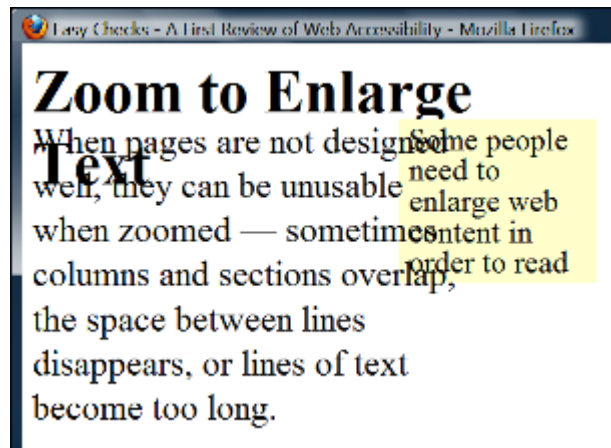 Easy Checks - A First Review of Web Accessibility - Mozilla Firefox
Zoom to Enlarge
Text
When pages are not designed
well, they can be unusable
when zoomed — sometimes
columns and sections overlap,
the space between lines
disappears, or lines of text
become too long.
Some people
need to
enlarge web
content in
order to read